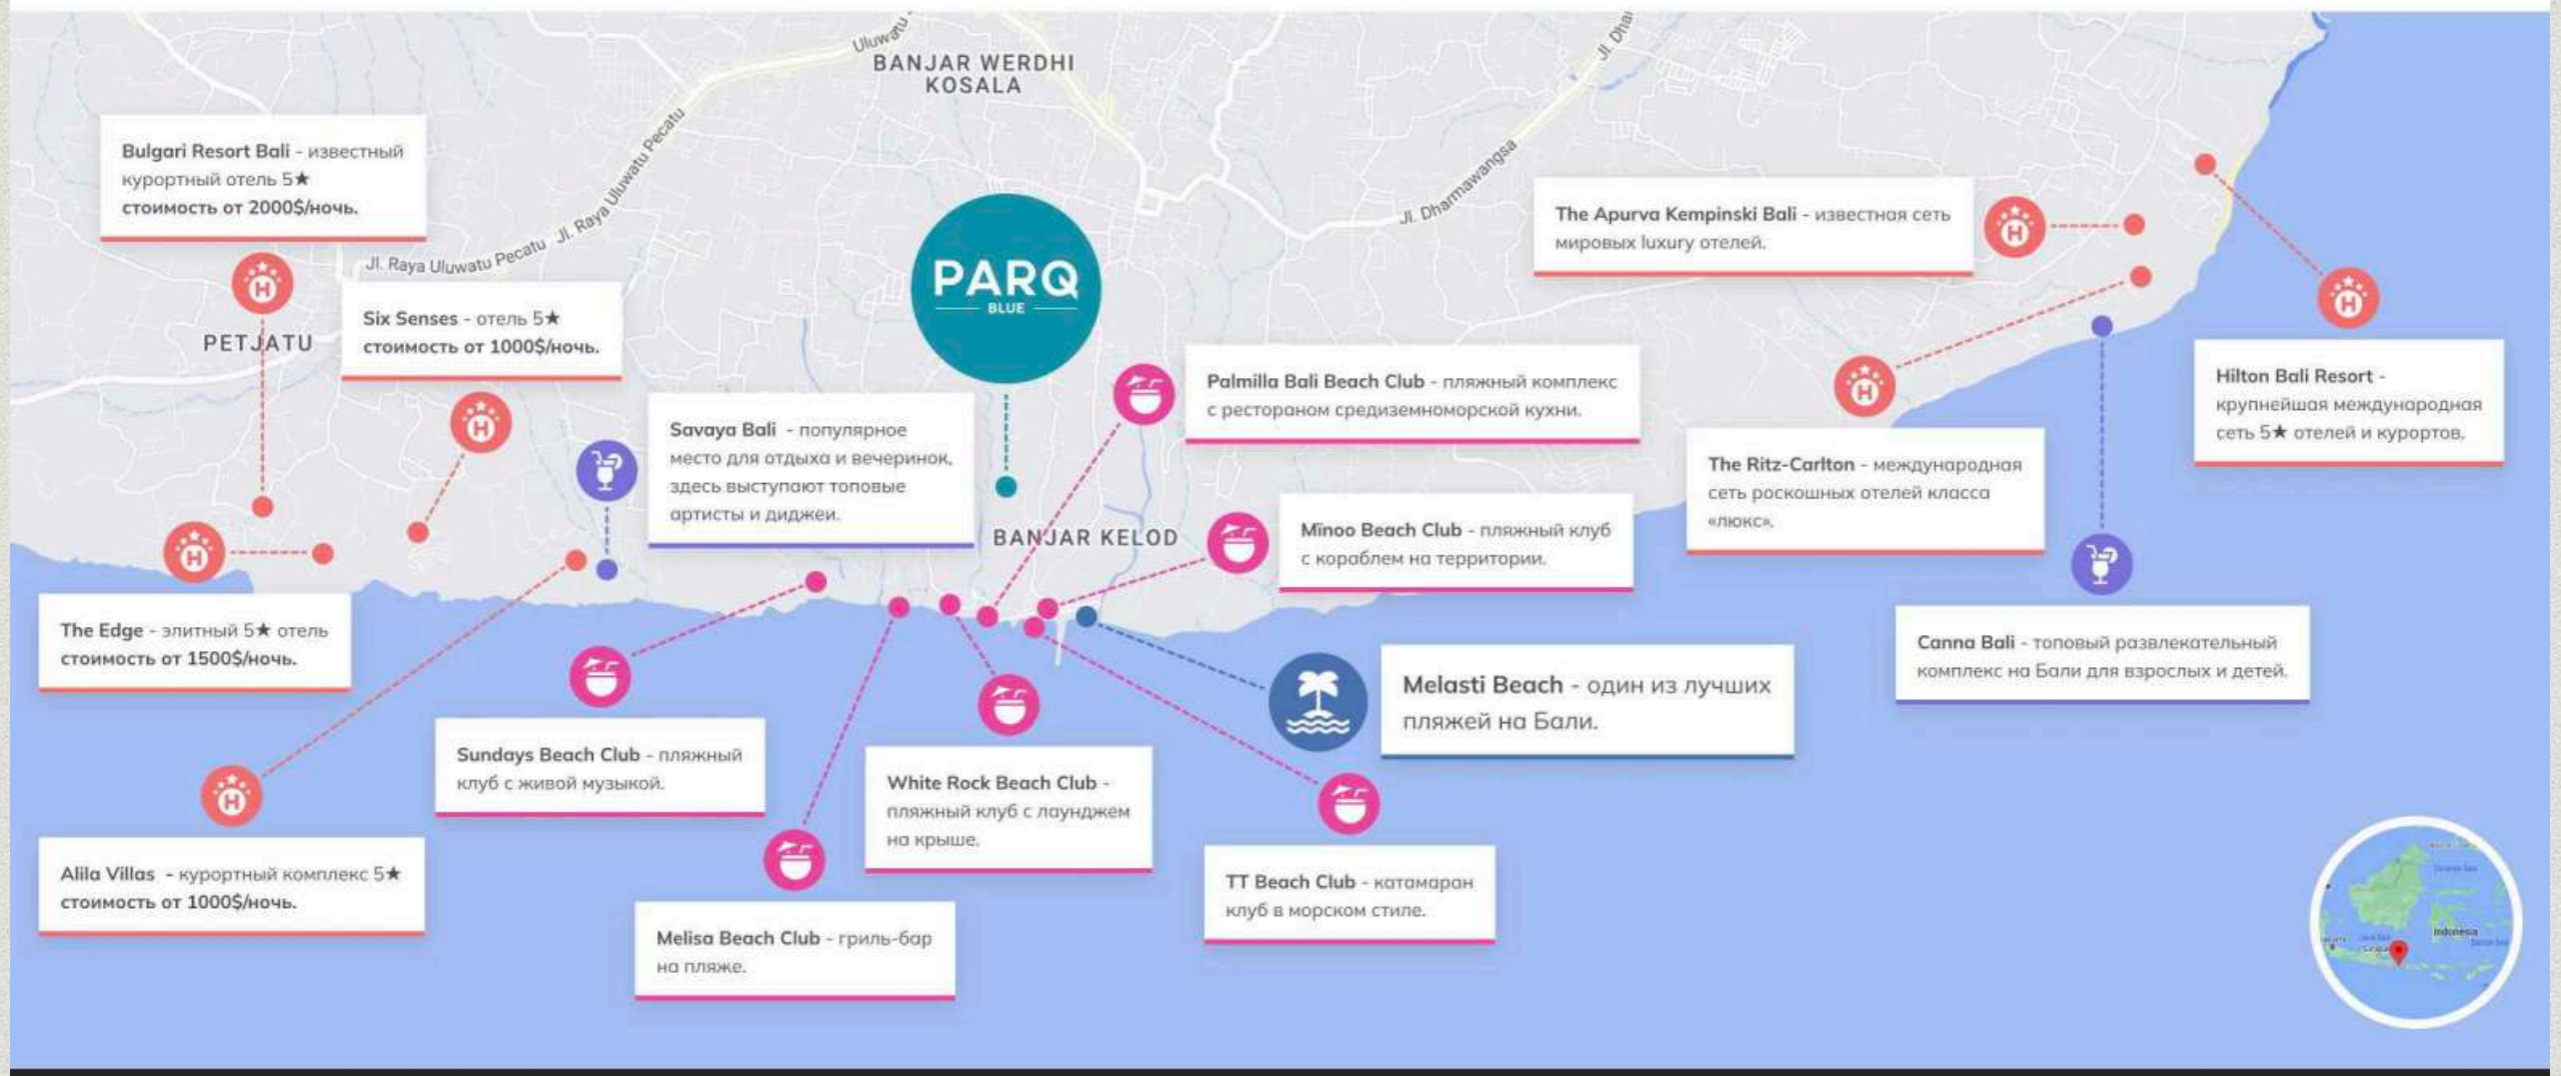 Uluwatu
BANJAR WERDHI
KOSALA
Jl. Dha
Bulgari Resort Bali - известный
курортный отель 5★
стоимость от 2000$/ночь.
Jl. Raya Uluwatu Pecatu
Jl. Raya Uluwatu Pecatu
Jl. Dharmawangsa
The Apurva Kempinski Bali - известная сеть
мировых luxury отелей.
PARQ
BLUE
Six Senses - отель 5★
стоимость от 1000$/ночь.
PETJATU
Palmilla Bali Beach Club - пляжный комплекс
с рестораном средиземноморской кухни.
Hilton Bali Resort -
крупнейшая международная
сеть 5★ отелей и курортов.
Savaya Bali - популярное
место для отдыха и вечеринок,
здесь выступают топовые
артисты и диджеи.
The Ritz-Carlton - международная
сеть роскошных отелей класса
«люкс».
BANJAR KELOD
Minoo Beach Club - пляжный клуб
с кораблем на территории.
The Edge - элитный 5★ отель
стоимость от 1500$/ночь.
Canna Bali - топовый развлекательный
комплекс на Бали для взрослых и детей.
Melasti Beach - один из лучших
пляжей на Бали.
Sundays Beach Club - пляжный
клуб с живой музыкой.
White Rock Beach Club -
пляжный клуб с лаунджем
на крыше.
Alila Villas - курортный комплекс 5★
стоимость от 1000$/ночь.
TT Beach Club - катамаран
клуб в морском стиле.
Melisa Beach Club - гриль-бар
на пляже.
Indonesia